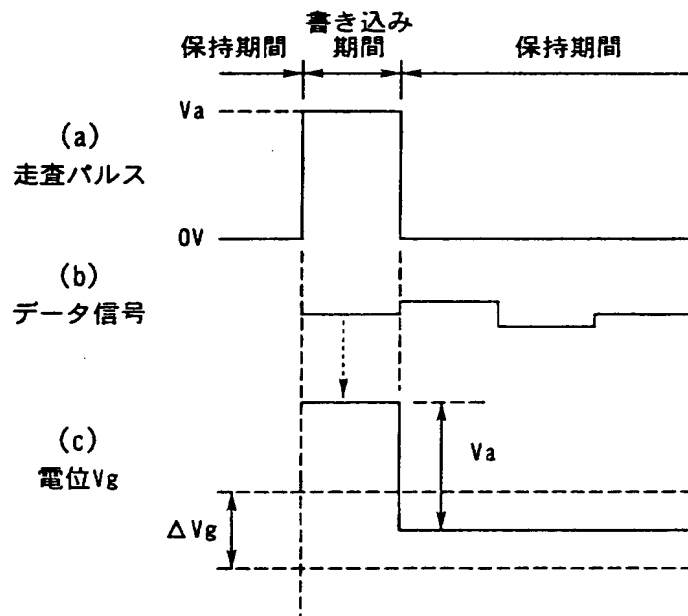 書き込み
保持期間 期間 保持期間
Va
(a)
走査パルス
0V
(b)
データ信号
(c)
電位Vg
Va
ΔVg